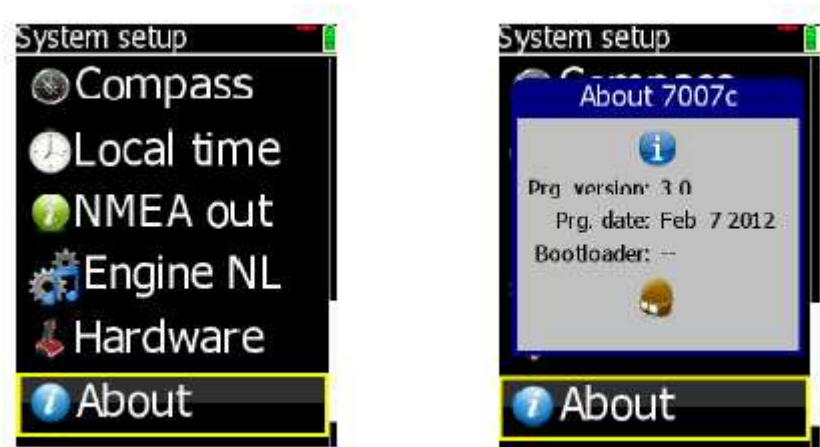 System setup
Compass
Local time
NMEA out
Engine NL
Hardware
About
System setup
Compass
About 7007c
Prg. version: 3.0
Prg. date: Feb 7 2012
Bootloader: --
About